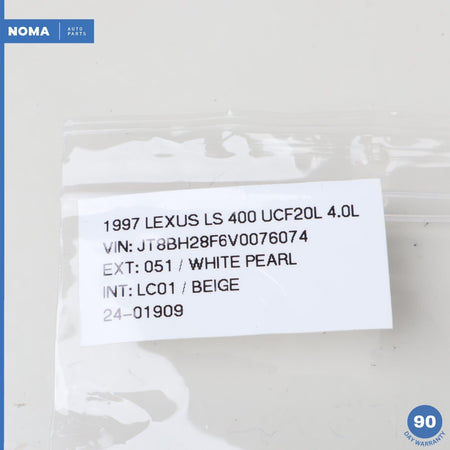 NOMA AUTO PARTS
1997 LEXUS LS 400 UCF20L 4.0L
VIN: JT8BH28F6V0076074
EXT: 051 / WHITE PEARL
INT: LC01 / BEIGE
24-01909
90
DAY WARRANTY